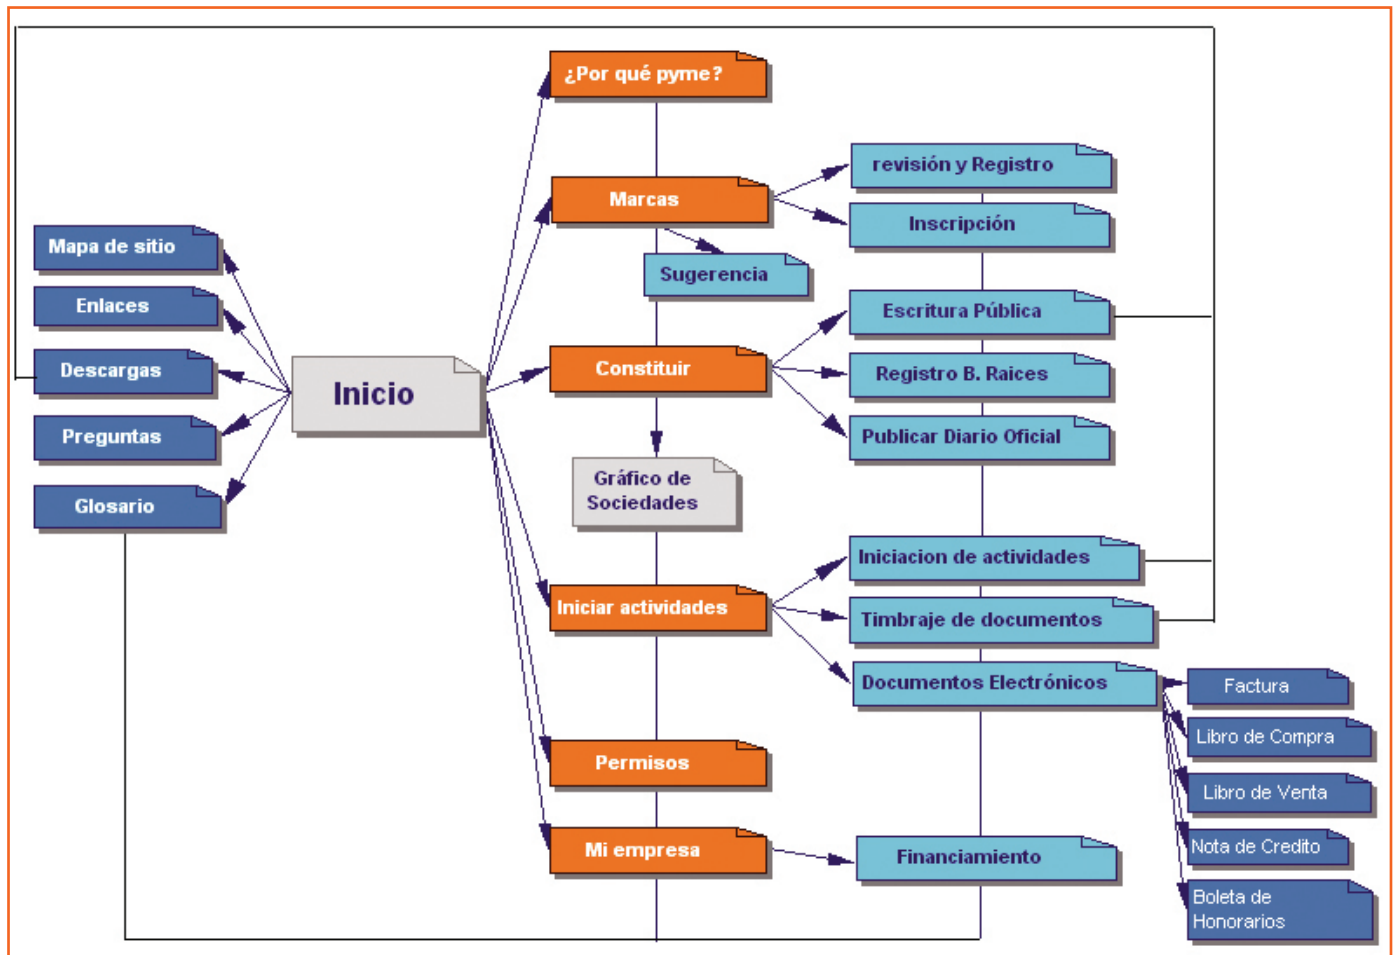 ¿Por qué pyme?
revisión y Registro
Marcas
Inscripción
Mapa de sitio
Sugerencia
Enlaces
Escritura Pública
Descargas
Constituir
Registro B. Raices
Inicio
Preguntas
Publicar Diario Oficial
Gráfico de
Sociedades
Glosario
Iniciacion de actividades
Iniciar actividades
Timbraje de documentos
Documentos Electrónicos
Factura
Libro de Compra
Permisos
Libro de Venta
Nota de Credito
Mi empresa
Financiamiento
Boleta de
Honorarios